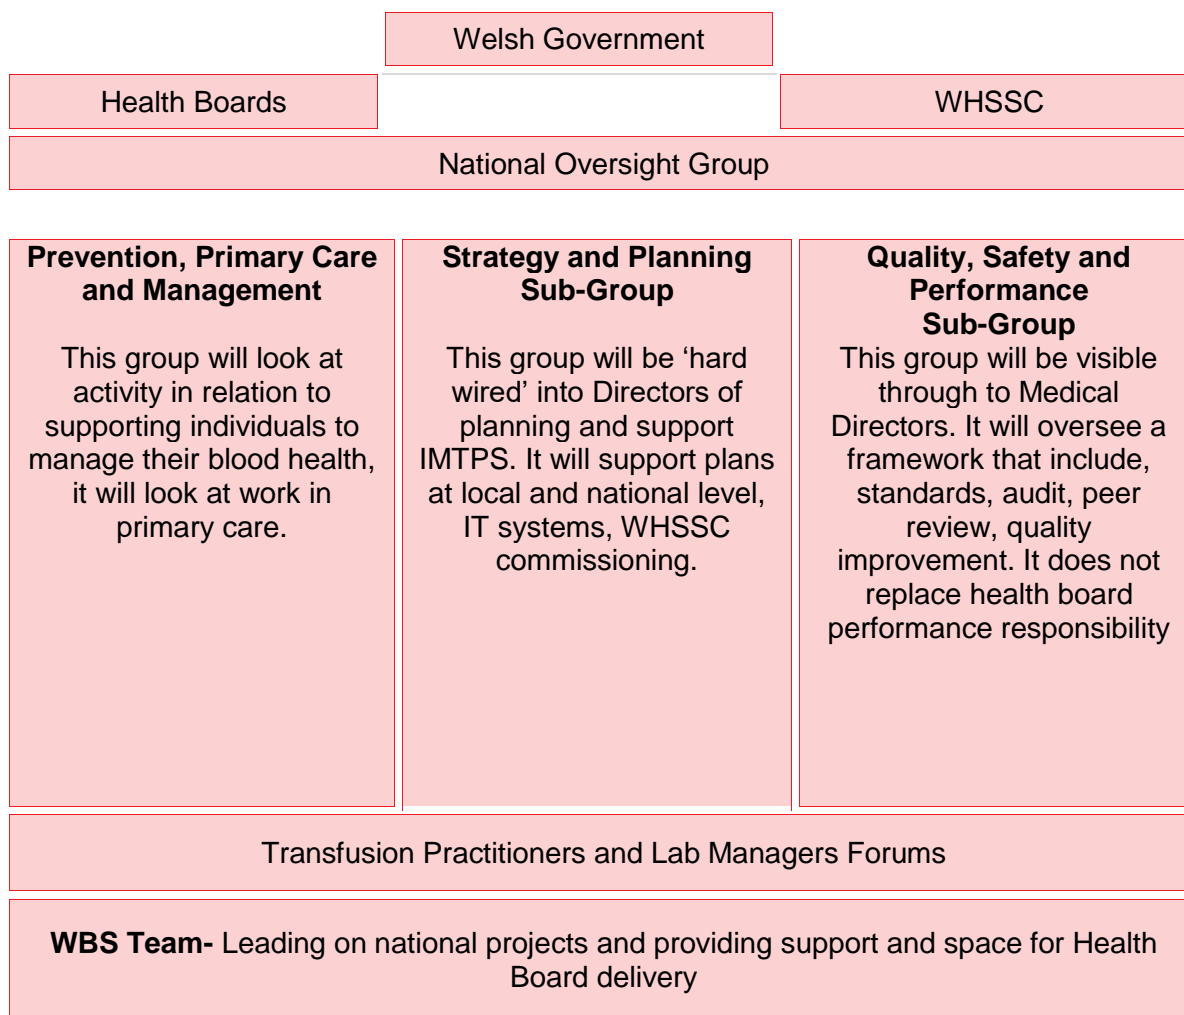 Welsh Government
Health Boards
WHSSC
National Oversight Group
Prevention, Primary Care
and Management
This group will look at
activity in relation to
supporting individuals to
manage their blood health,
it will look at work in
primary care.
Strategy and Planning
Sub-Group
This group will be ‘hard
wired’ into Directors of
planning and support
IMTPS. It will support plans
at local and national level,
IT systems, WHSSC
commissioning.
Quality, Safety and
Performance
Sub-Group
This group will be visible
through to Medical
Directors. It will oversee a
framework that include,
standards, audit, peer
review, quality
improvement. It does not
replace health board
performance responsibility
Transfusion Practitioners and Lab Managers Forums
WBS Team- Leading on national projects and providing support and space for Health
Board delivery